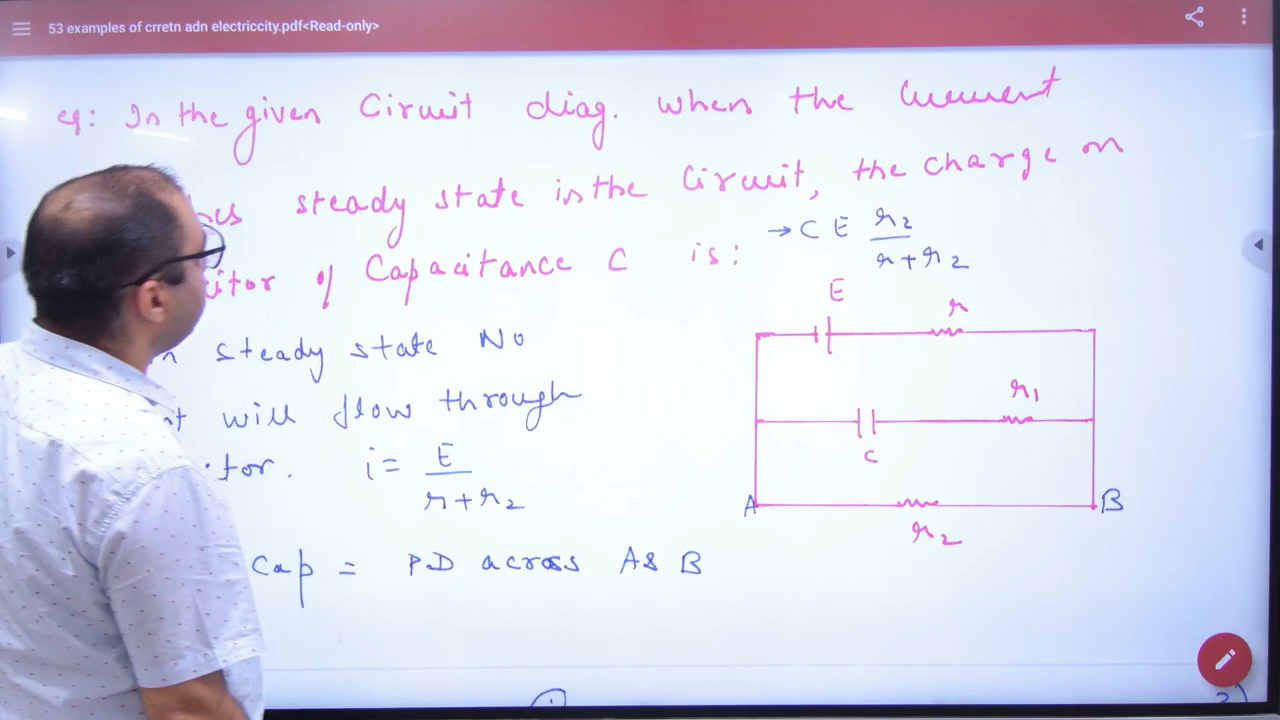 53 examples of crretn adn electriccity.pdf<Read-only>
eg: In the given Circuit diag. when the Current
steady state in the Circuit, the charge on
of Capacitance C is:
→ C E r2 / r+r2
steady state No
will flow through
i= E / r+r2
Cap = P.D across A & B
E
r
r1
C
A
B
r2